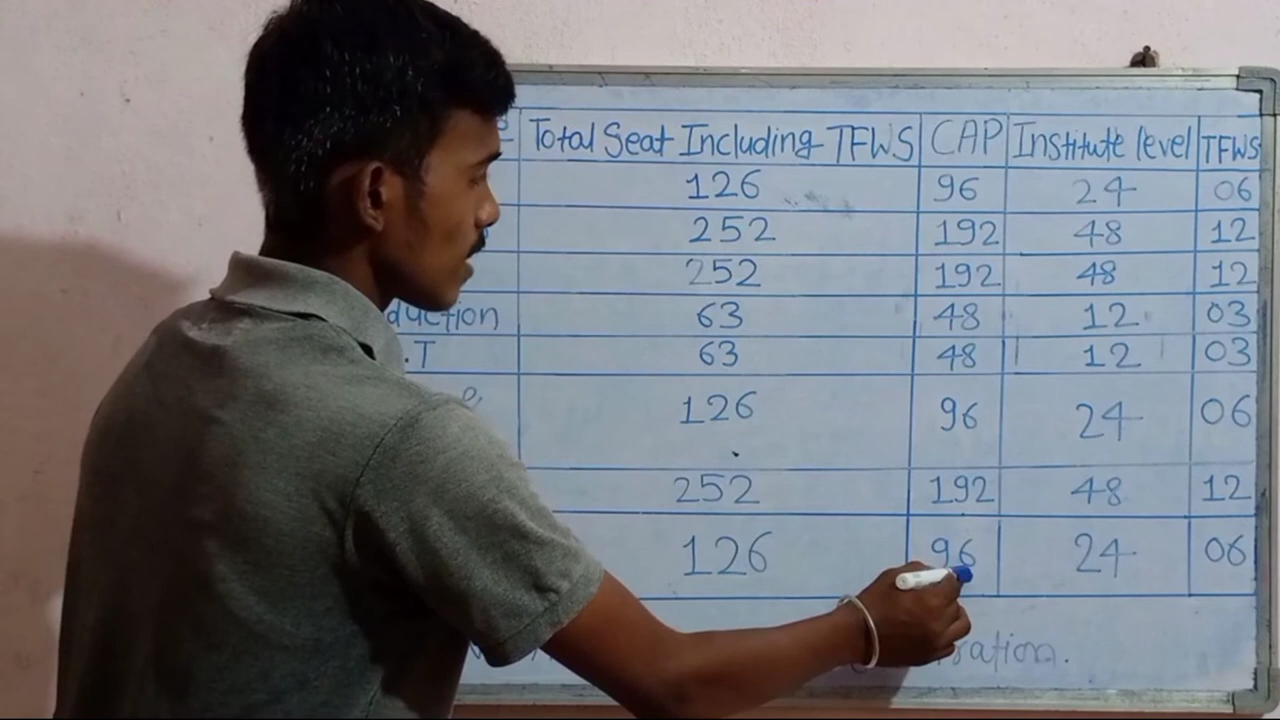 Total Seat Including TFWS CAP Institute level TFWS
126 96 24 06
252 192 48 12
252 192 48 12
duction 63 48 12 03
.T 63 48 12 03
126 96 24 06
252 192 48 12
126 96 24 06
ration.